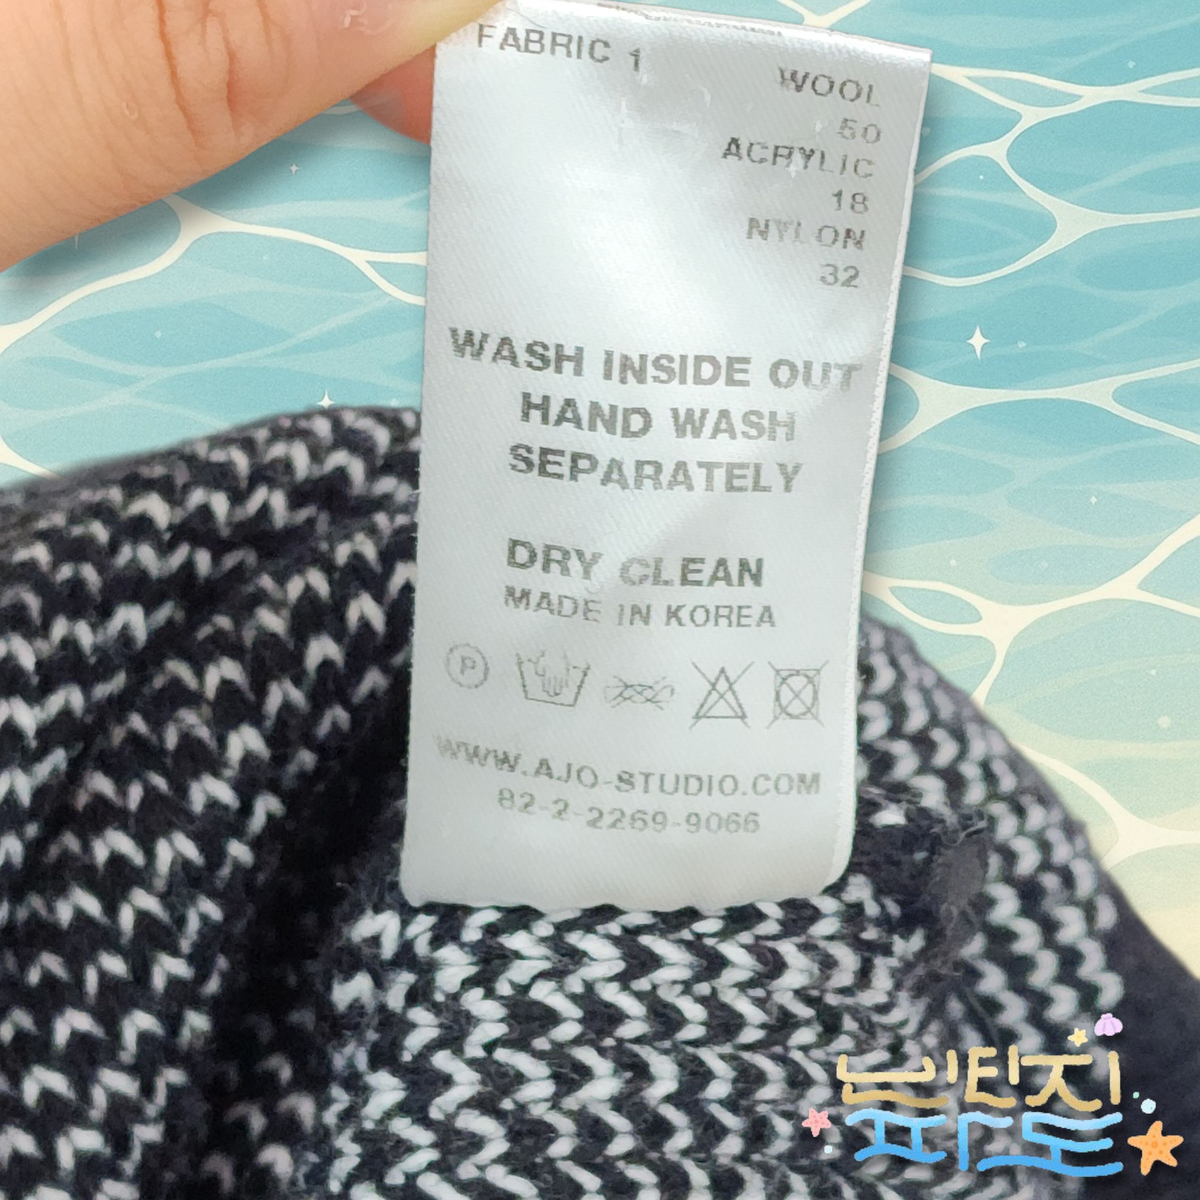 FABRIC 1
WOOL
50
ACRYLIC
18
NYLON
32
WASH INSIDE OUT
HAND WASH
SEPARATELY
DRY CLEAN
MADE IN KOREA
P
WWW.AJO-STUDIO.COM
82-2-2269-9066
빈티지
파도